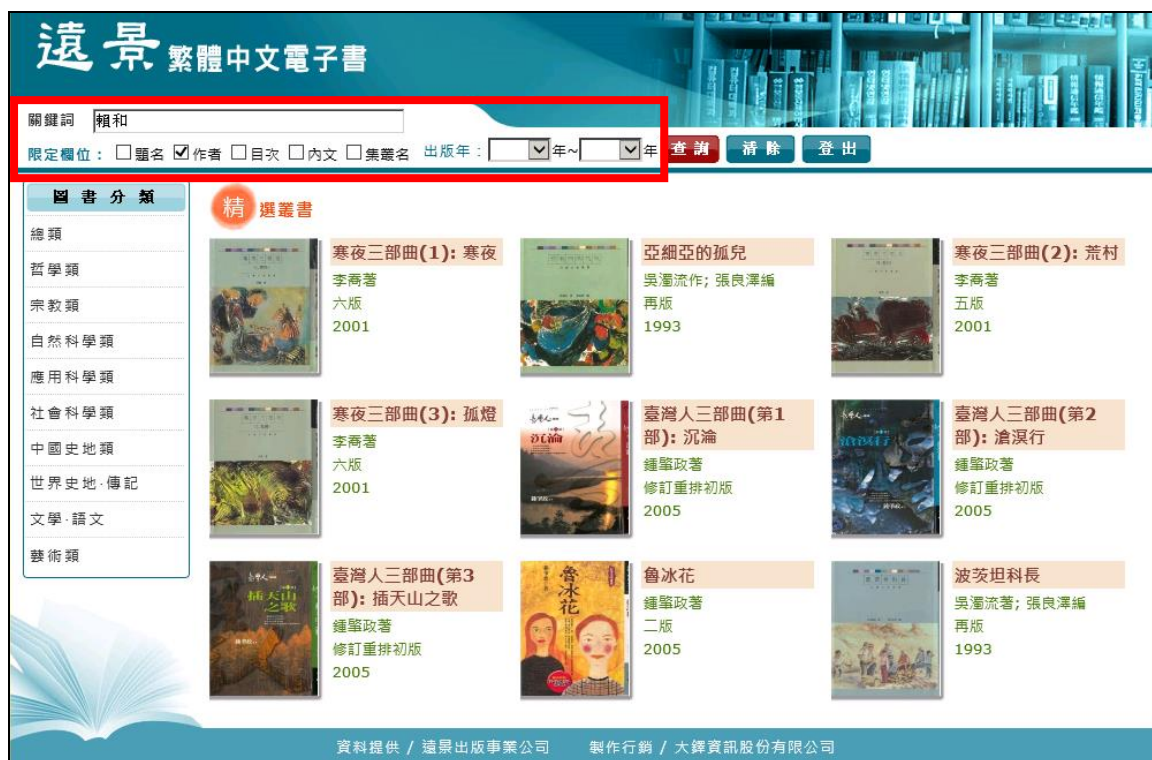 遠景 繁體中文電子書
關鍵詞 賴和
限定欄位： 題名 作者 目次 內文 集叢名 出版年： 年~ 年 查詢 清除 登出
圖書分類
總類
哲學類
宗教類
自然科學類
應用科學類
社會科學類
中國史地類
世界史地‧傳記
文學‧語文
藝術類
精選叢書
寒夜三部曲(1): 寒夜
李喬著
六版
2001
亞細亞的孤兒
吳濁流作; 張良澤編
再版
1993
寒夜三部曲(2): 荒村
李喬著
五版
2001
寒夜三部曲(3): 孤燈
李喬著
六版
2001
沉淪
臺灣人三部曲(第1
部): 沉淪
鍾肇政著
修訂重排初版
2005
滄溟行
臺灣人三部曲(第2
部): 滄溟行
鍾肇政著
修訂重排初版
2005
插天山
之歌
臺灣人三部曲(第3
部): 插天山之歌
鍾肇政著
修訂重排初版
2005
魯冰花
魯冰花
鍾肇政著
二版
2005
波茨坦科長
吳濁流著; 張良澤編
再版
1993
資料提供 / 遠景出版事業公司 製作行銷 / 大鐸資訊股份有限公司